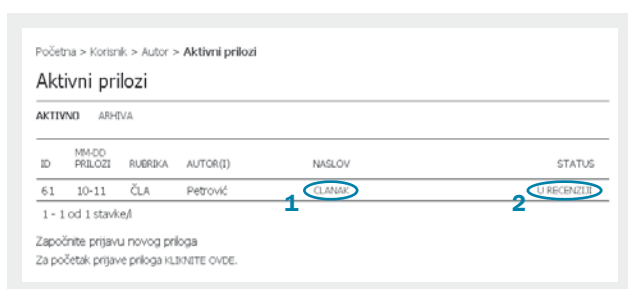 Početna > Korisnik > Autor > Aktivni prilozi
Aktivni prilozi
AKTIVNO ARHIVA
ID MM-DD PRILOZI RUBRIKA AUTOR(I) NASLOV STATUS
61 10-11 ČLA Petrović 1 CLANAK 2 U RECENZIJI
1 - 1 od 1 stavke/i
Započnite prijavu novog priloga
Za početak prijave priloga KLIKNITE OVDE.